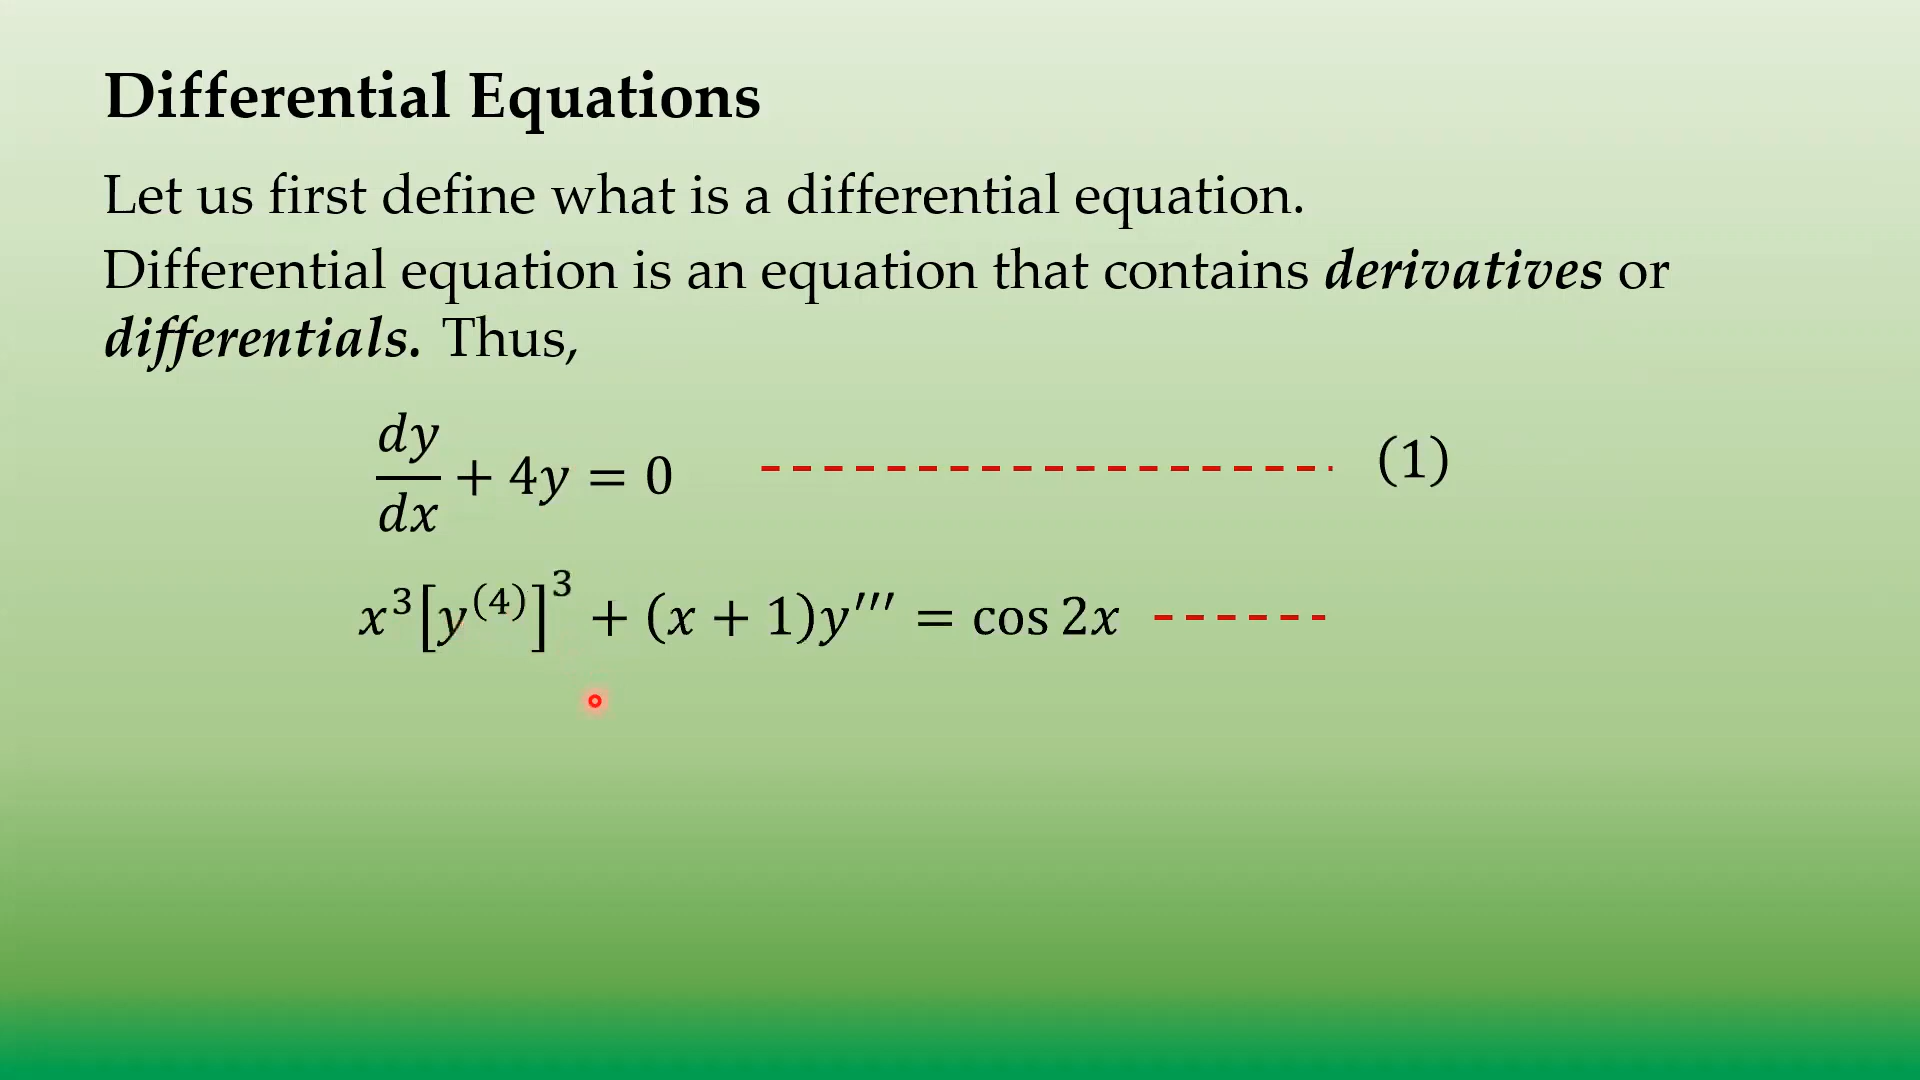 Differential Equations
Let us first define what is a differential equation.
Differential equation is an equation that contains derivatives or
differentials. Thus,
dy/dx + 4y = 0 (1)
x³[y⁽⁴⁾]³ + (x + 1)y′′′ = cos 2x